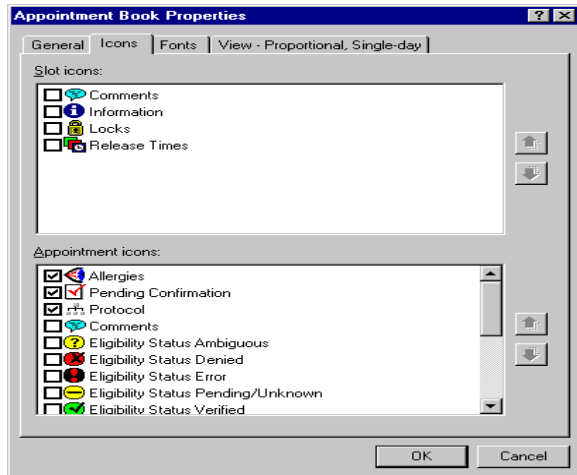 Appointment Book Properties
General Icons Fonts View - Proportional, Single-day
Slot icons:
Comments
Information
Locks
Release Times
Appointment icons:
Allergies
Pending Confirmation
Protocol
Comments
Eligibility Status Ambiguous
Eligibility Status Denied
Eligibility Status Error
Eligibility Status Pending/Unknown
Eligibility Status Verified
OK Cancel